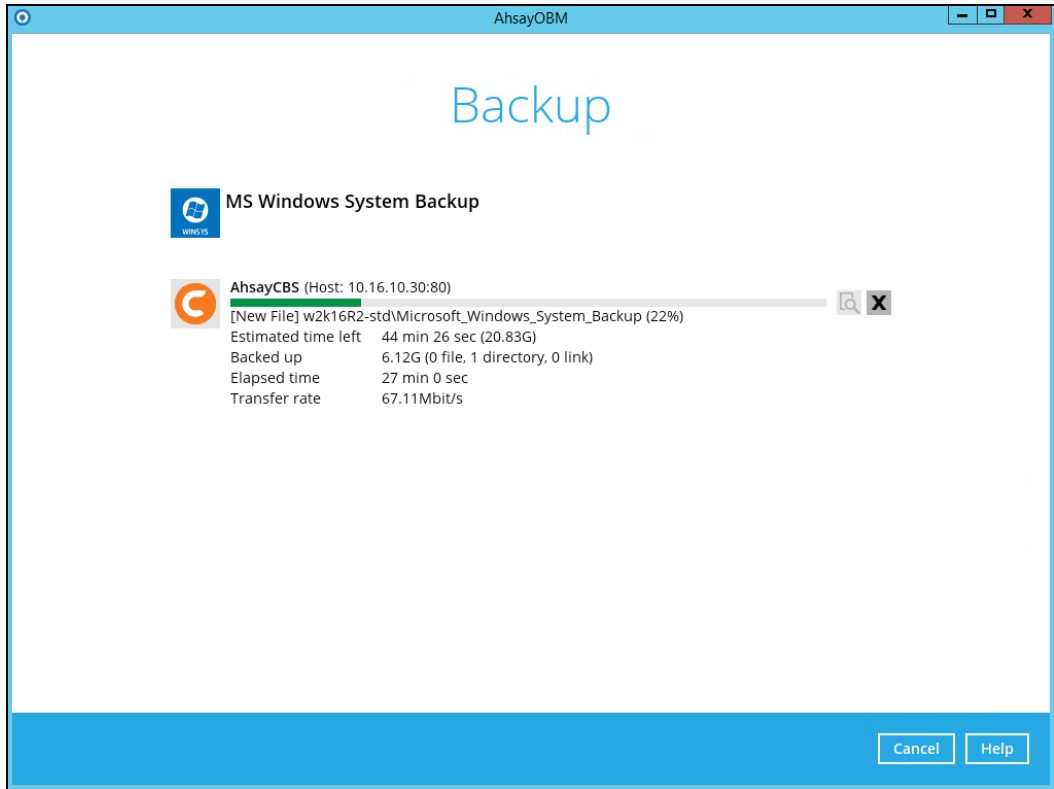 AhsayOBM
Backup
MS Windows System Backup
WINSYS
AhsayCBS (Host: 10.16.10.30:80)
[New File] w2k16R2-std\Microsoft_Windows_System_Backup (22%)
Estimated time left 44 min 26 sec (20.83G)
Backed up 6.12G (0 file, 1 directory, 0 link)
Elapsed time 27 min 0 sec
Transfer rate 67.11Mbit/s
Cancel Help